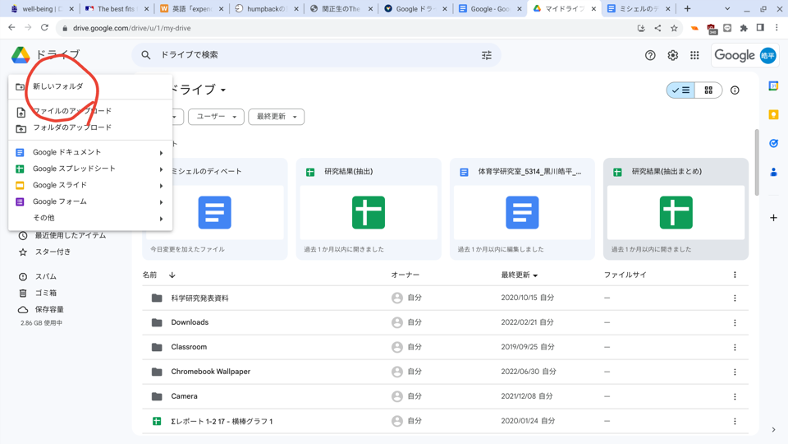 well-being | D
The best fric
英語「exper
humpbackの
関正生のThe
Google ドラ
Google - Goo
マイドライブ
ミシェルのデ
drive.google.com/drive/u/1/my-drive
ドライブ
ドライブで検索
Google
皓平
新しいフォルダ
ファイルのアップロード
フォルダのアップロード
Google ドキュメント
Google スプレッドシート
Google スライド
Google フォーム
その他
最近使用したアイテム
スター付き
スパム
ゴミ箱
保存容量
2.86 GB 使用中
ドライブ
ユーザー
最終更新
ト
ミシェルのディベート
今日変更を加えたファイル
研究結果(抽出)
過去 1 か月以内に開きました
体育学研究室_5314_黒川皓平_...
過去 1 か月以内に編集しました
研究結果(抽出まとめ)
過去 1 か月以内に開きました
名前 オーナー 最終更新 ファイルサイ
科学研究発表資料 自分 2020/10/15 自分 —
Downloads 自分 2022/02/21 自分 —
Classroom 自分 2019/09/25 自分 —
Chromebook Wallpaper 自分 2022/06/30 自分 —
Camera 自分 2021/12/08 自分 —
Σレポート 1-2 17 - 横棒グラフ 1 自分 2020/01/24 自分 —